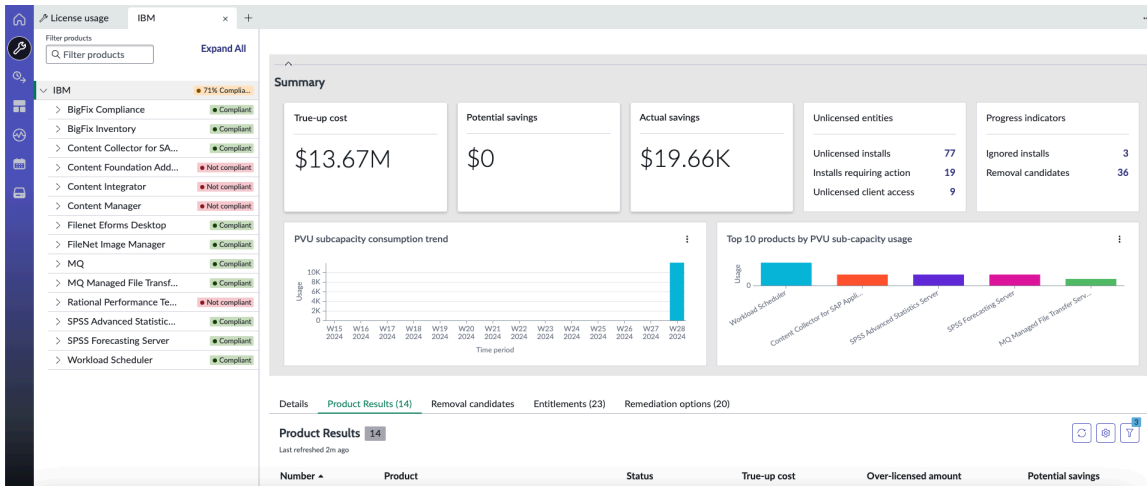 License usage
IBM
Filter products
Filter products
Expand All
IBM
71% Complia...
BigFix Compliance
Compliant
BigFix Inventory
Compliant
Content Collector for SA...
Compliant
Content Foundation Add...
Not compliant
Content Integrator
Not compliant
Content Manager
Not compliant
Filenet Eforms Desktop
Compliant
FileNet Image Manager
Compliant
MQ
Compliant
MQ Managed File Transf...
Compliant
Rational Performance Te...
Not compliant
SPSS Advanced Statistic...
Compliant
SPSS Forecasting Server
Compliant
Workload Scheduler
Compliant
Summary
True-up cost
$13.67M
Potential savings
$0
Actual savings
$19.66K
Unlicensed entities
Unlicensed installs 77
Installs requiring action 19
Unlicensed client access 9
Progress indicators
Ignored installs 3
Removal candidates 36
PVU subcapacity consumption trend
Usage
10K
8K
6K
4K
2K
0
W15 2024
W16 2024
W17 2024
W18 2024
W19 2024
W20 2024
W21 2024
W22 2024
W23 2024
W24 2024
W25 2024
W26 2024
W27 2024
W28 2024
Time period
Top 10 products by PVU sub-capacity usage
Usage
0
Workload Scheduler
Content Collector for SAP Appli...
SPSS Advanced Statistics Server
SPSS Forecasting Server
MQ Managed File Transfer Serv...
Details
Product Results (14)
Removal candidates
Entitlements (23)
Remediation options (20)
Product Results 14
Last refreshed 2m ago
3
Number
Product
Status
True-up cost
Over-licensed amount
Potential savings